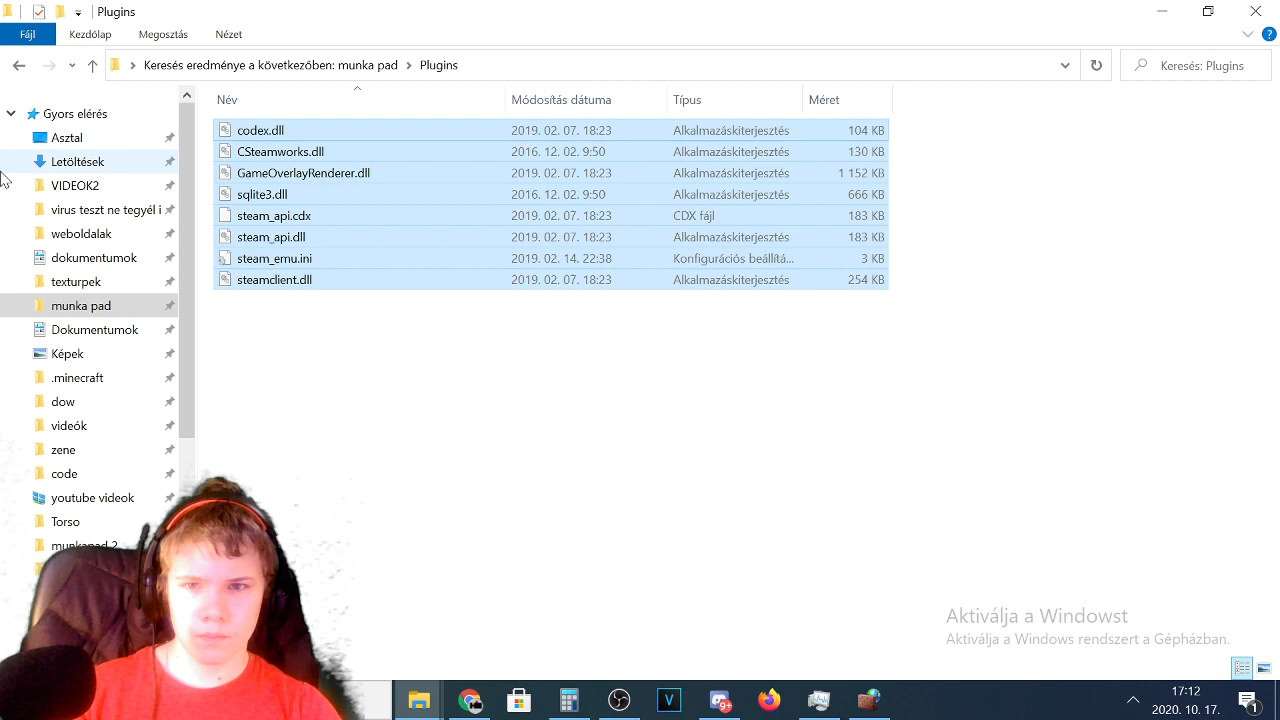 Plugins
Fájl Kezdőlap Megosztás Nézet
Keresés eredménye a következőben: munka pad Plugins
Keresés: Plugins
Név Módosítás dátuma Típus Méret
codex.dll 2019. 02. 07. 18:23 Alkalmazáskiterjesztés 104 KB
CSteamworks.dll 2016. 12. 02. 9:50 Alkalmazáskiterjesztés 130 KB
GameOverlayRenderer.dll 2019. 02. 07. 18:23 Alkalmazáskiterjesztés 1 152 KB
sqlite3.dll 2016. 12. 02. 9:50 Alkalmazáskiterjesztés 666 KB
steam_api.cdx 2019. 02. 07. 18:23 CDX fájl 183 KB
steam_api.dll 2019. 02. 07. 18:23 Alkalmazáskiterjesztés 183 KB
steam_emu.ini 2019. 02. 14. 22:38 Konfigurációs beállítá... 3 KB
steamclient.dll 2019. 02. 07. 18:23 Alkalmazáskiterjesztés 254 KB
Gyors elérés
Asztal
Letöltések
VIDEOK2
virus teszt ne tegyél i
weboldalak
dokumentumok
texturpek
munka pad
Dokumentumok
Képek
.minecraft
dow
videók
zene
code
youtube videok
Torso
munkapad 2
Aktiválja a Windowst
Aktiválja a Windows rendszert a Gépházban.
V
9+
17:12
2020. 10. 17.
1